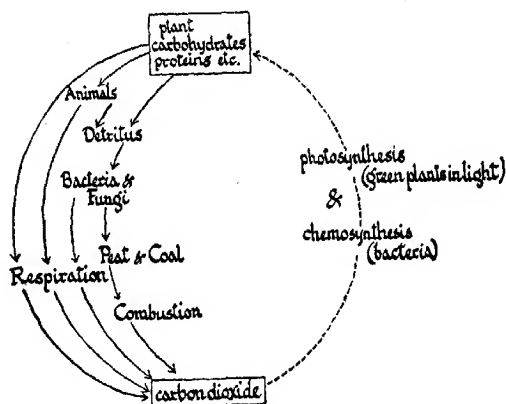 plant
carbohydrates
proteins etc.
Animals
Detritus
Bacteria &
Fungi
Peat & Coal
Respiration
Combustion
carbon dioxide
photosynthesis
(green plants in light)
&
chemosynthesis
(bacteria)